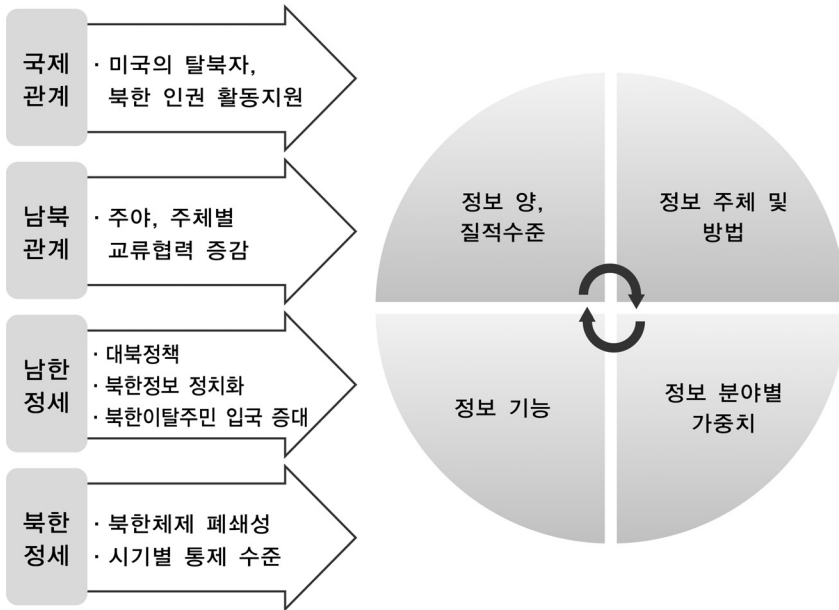 국제
관계
· 미국의 탈북자,
북한 인권 활동지원
남북
관계
· 주야, 주체별
교류협력 증감
남한
정세
· 대북정책
· 북한정보 정치화
· 북한이탈주민 입국 증대
북한
정세
· 북한체제 폐쇄성
· 시기별 통제 수준
정보 양,
질적수준
정보 주체 및
방법
정보 기능
정보 분야별
가중치